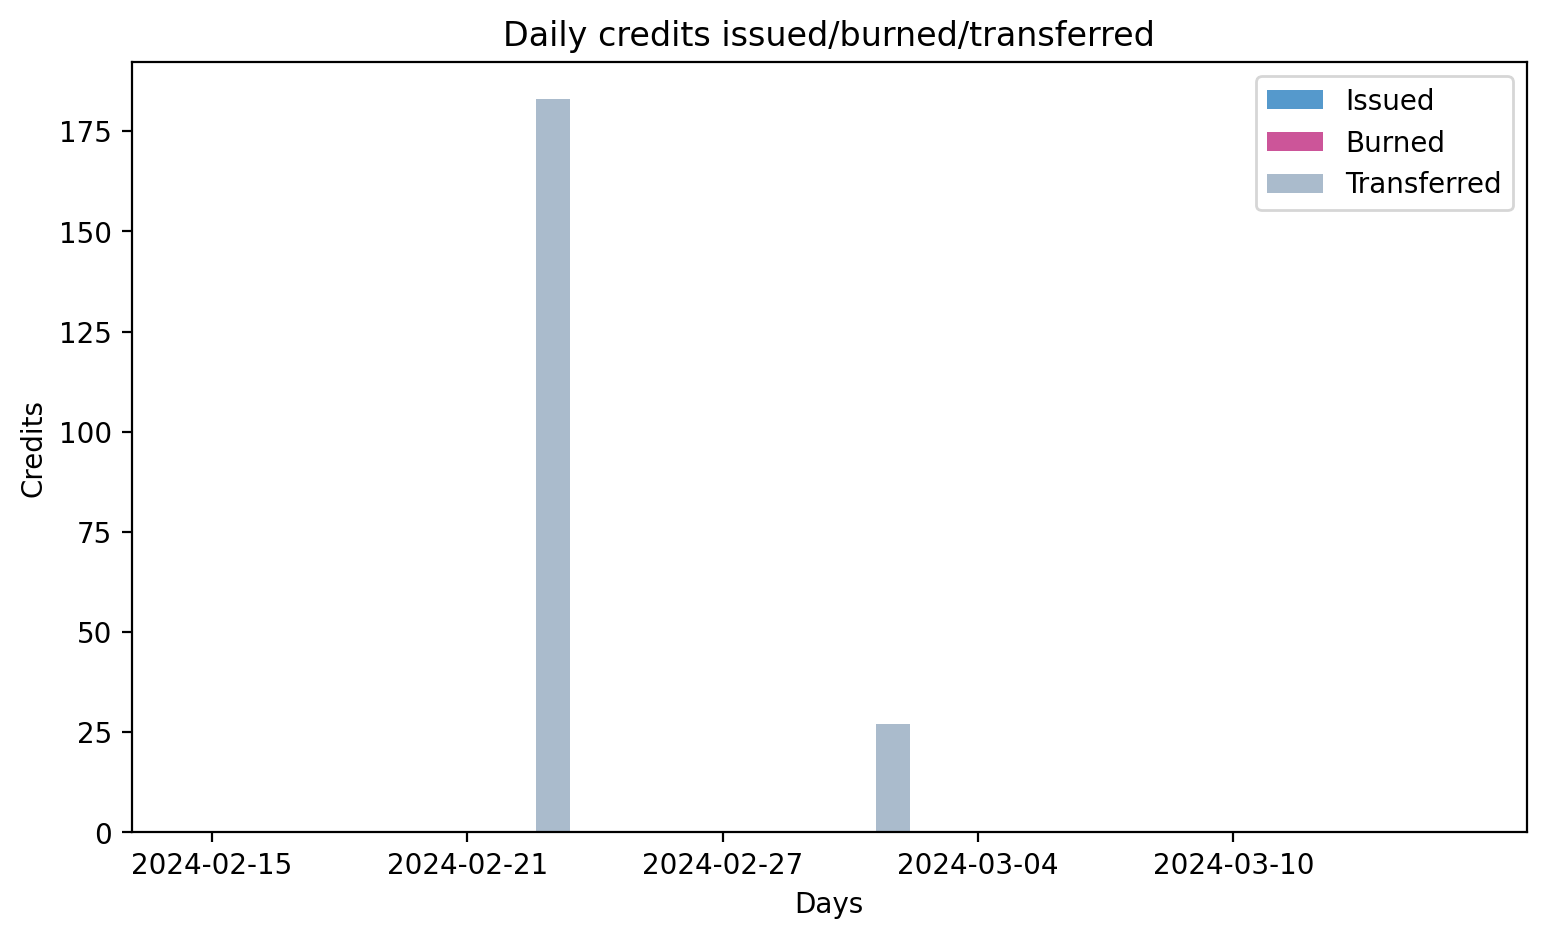 Daily credits issued/burned/transferred
Issued
Burned
Transferred
175
150
125
100
75
50
25
0
Credits
2024-02-15
2024-02-21
2024-02-27
2024-03-04
2024-03-10
Days